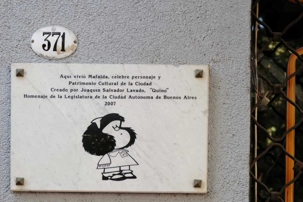 371
Aquí vivió Mafalda, célebre personaje y
Patrimonio Cultural de la Ciudad
Creado por Joaquín Salvador Lavado, "Quino"
Homenaje de la Legislatura de la Ciudad Autónoma de Buenos Aires
2007